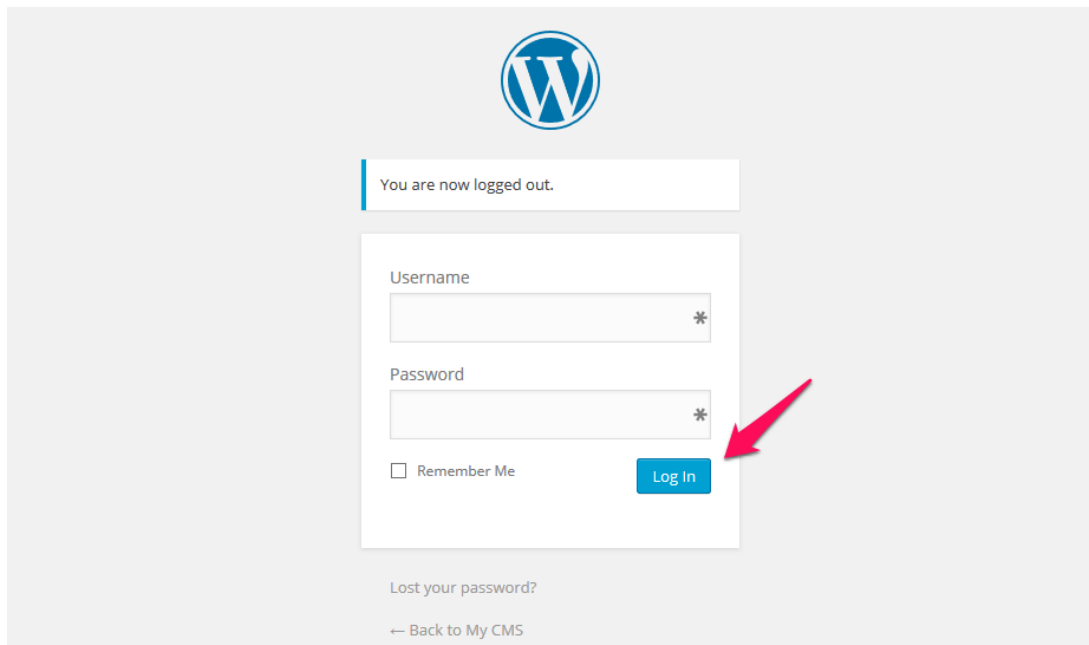 You are now logged out.
Username
Password
Remember Me
Log In
Lost your password?
← Back to My CMS